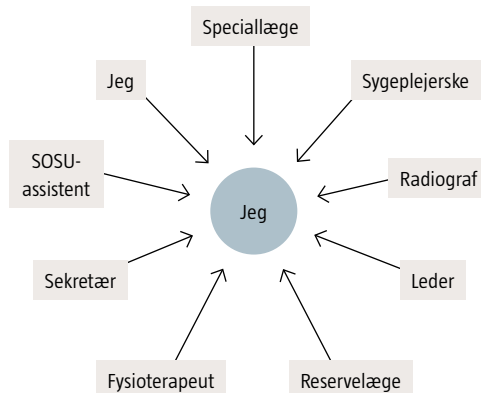 Speciallæge
Jeg
Sygeplejerske
SOSU-
assistent
Radiograf
Jeg
Sekretær
Leder
Fysioterapeut
Reservelæge